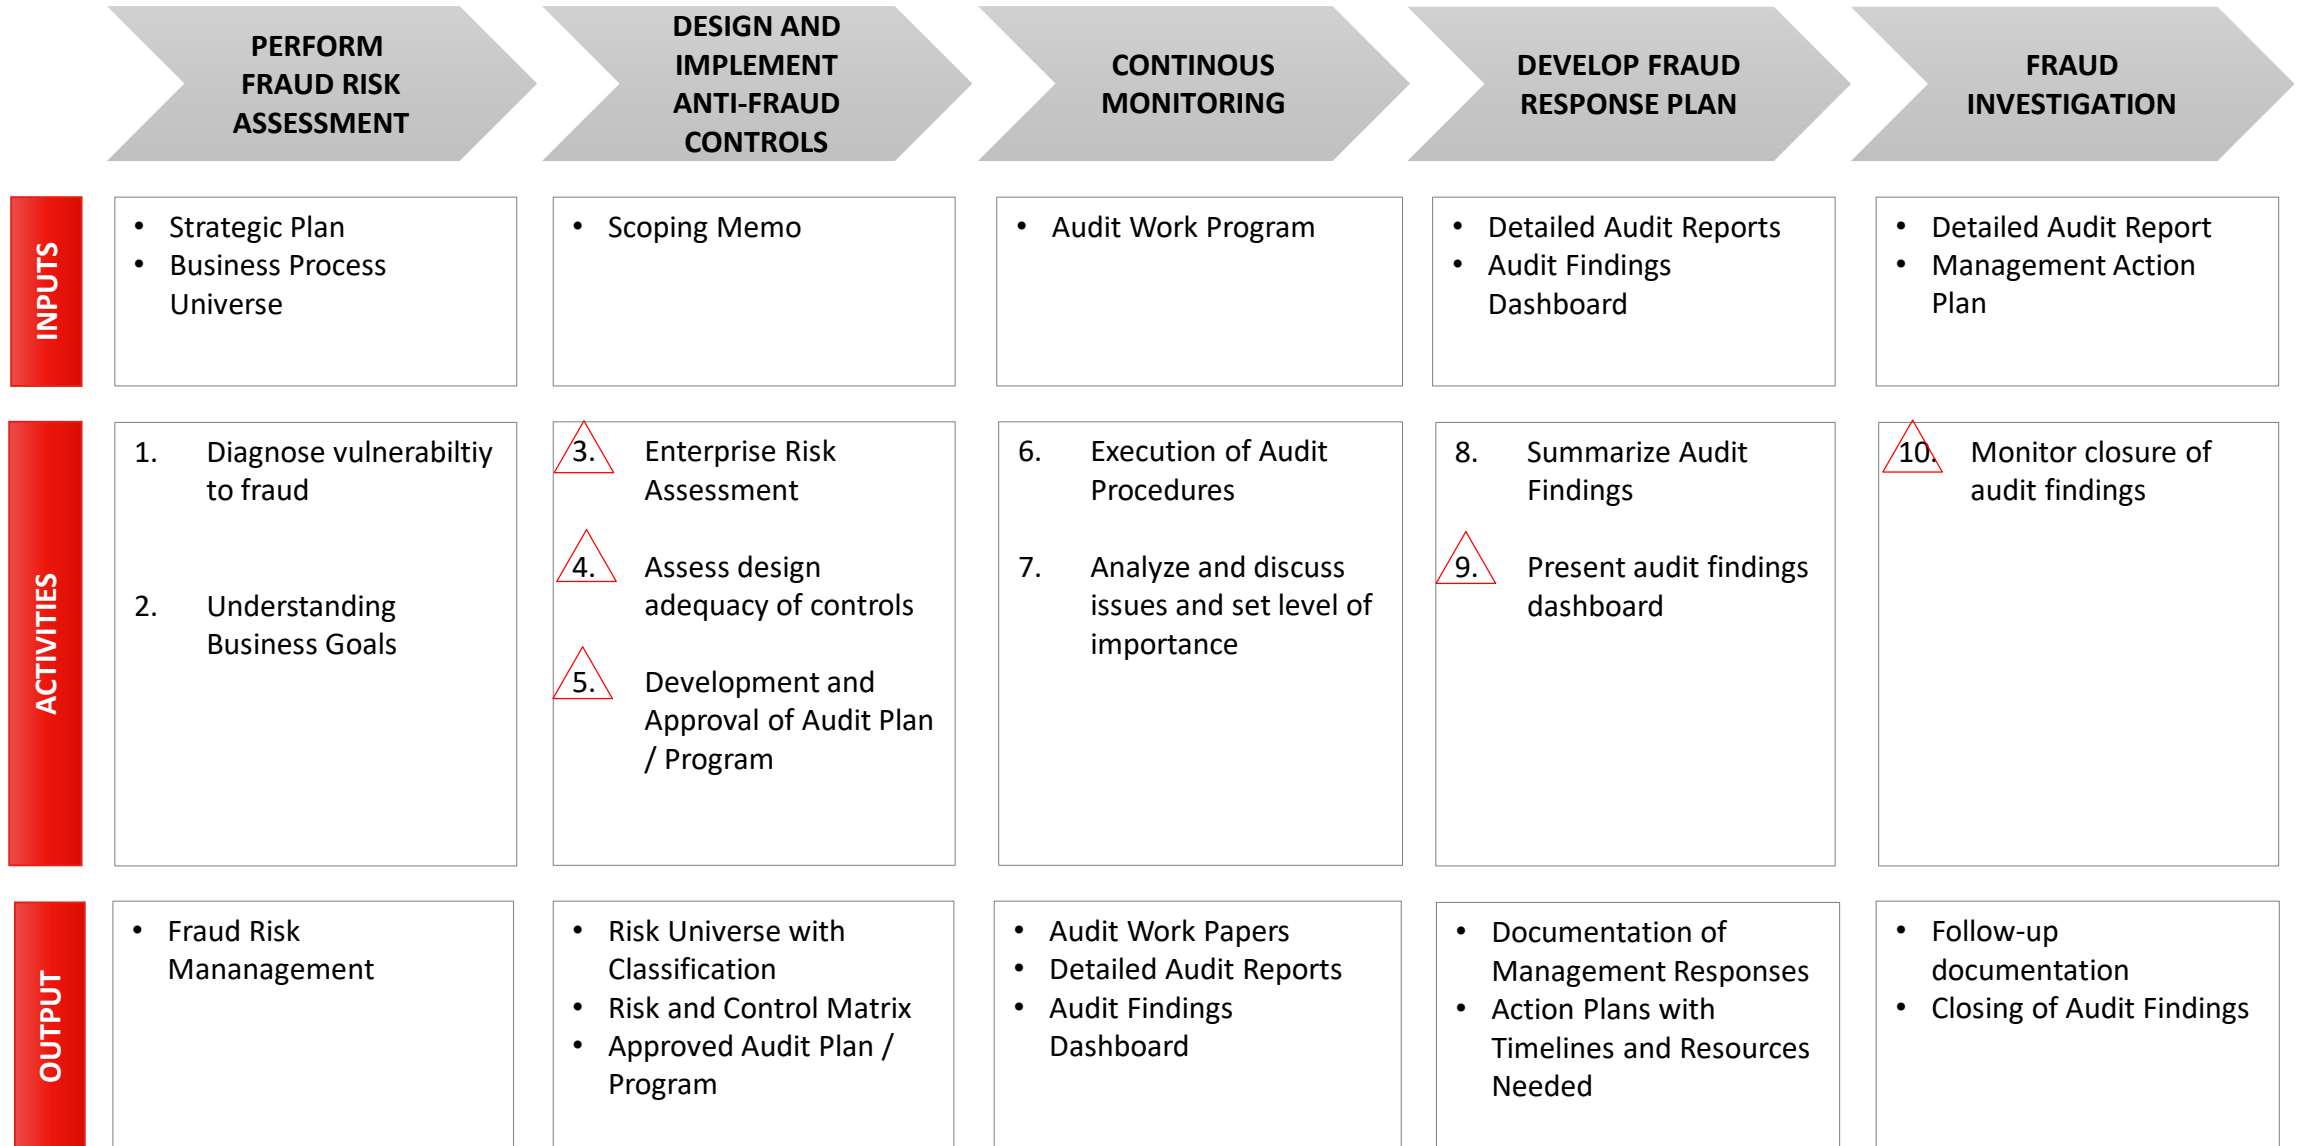 PERFORM
FRAUD RISK
ASSESSMENT
DESIGN AND
IMPLEMENT
ANTI-FRAUD
CONTROLS
CONTINOUS
MONITORING
DEVELOP FRAUD
RESPONSE PLAN
FRAUD
INVESTIGATION
INPUTS
• Strategic Plan
• Business Process
Universe
• Scoping Memo
• Audit Work Program
• Detailed Audit Reports
• Audit Findings
Dashboard
• Detailed Audit Report
• Management Action
Plan
ACTIVITIES
1. Diagnose vulnerabiltiy
to fraud
2. Understanding
Business Goals
3. Enterprise Risk
Assessment
4. Assess design
adequacy of controls
5. Development and
Approval of Audit Plan
/ Program
6. Execution of Audit
Procedures
7. Analyze and discuss
issues and set level of
importance
8. Summarize Audit
Findings
9. Present audit findings
dashboard
10. Monitor closure of
audit findings
OUTPUT
• Fraud Risk
Mananagement
• Risk Universe with
Classification
• Risk and Control Matrix
• Approved Audit Plan /
Program
• Audit Work Papers
• Detailed Audit Reports
• Audit Findings
Dashboard
• Documentation of
Management Responses
• Action Plans with
Timelines and Resources
Needed
• Follow-up
documentation
• Closing of Audit Findings